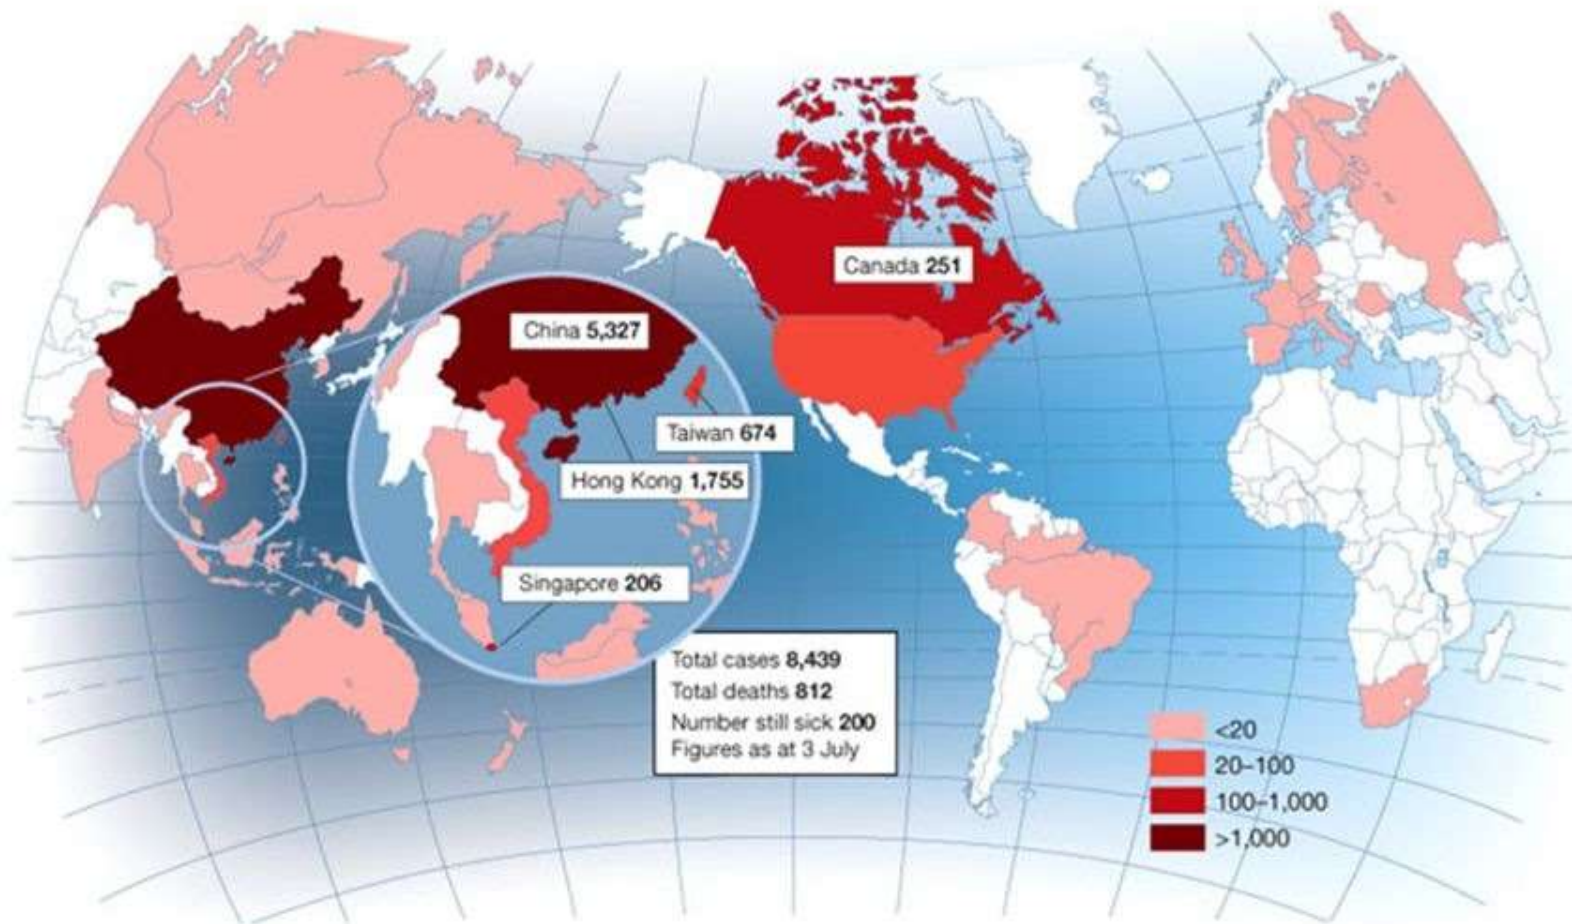 Canada 251
China 5,327
Taiwan 674
Hong Kong 1,755
Singapore 206
Total cases 8,439
Total deaths 812
Number still sick 200
Figures as at 3 July
<20
20–100
100–1,000
>1,000